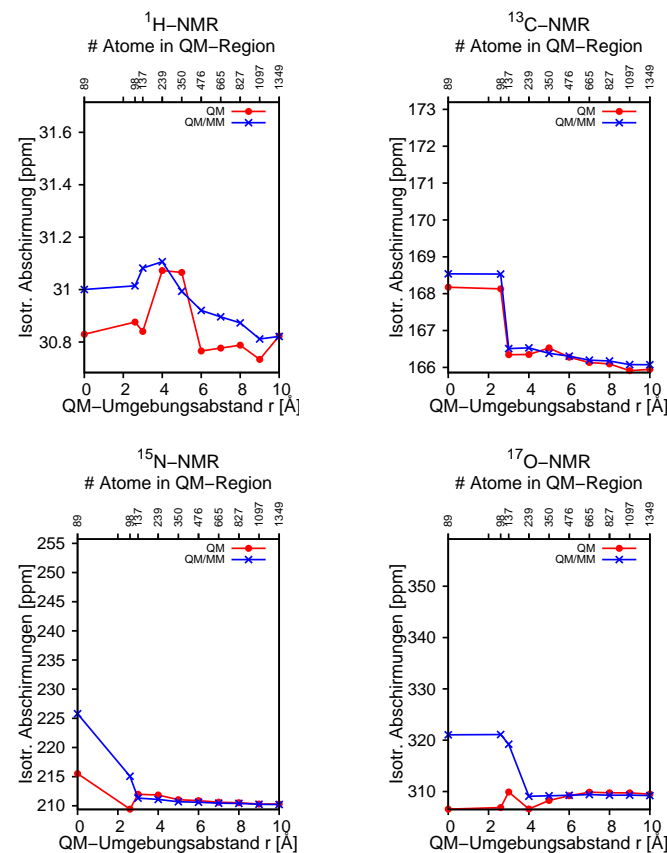 ¹H−NMR
# Atome in QM−Region
89 98 137 239 350 476 665 827 1097 1349
QM
QM/MM
31.6
31.4
31.2
31
30.8
Isotr. Abschirmung [ppm]
0 2 4 6 8 10
QM−Umgebungsabstand r [Å]
¹³C−NMR
# Atome in QM−Region
89 98 137 239 350 476 665 827 1097 1349
QM
QM/MM
173
172
171
170
169
168
167
166
Isotr. Abschirmung [ppm]
0 2 4 6 8 10
QM−Umgebungsabstand r [Å]
¹⁵N−NMR
# Atome in QM−Region
89 98 137 239 350 476 665 827 1097 1349
QM
QM/MM
255
250
245
240
235
230
225
220
215
210
Isotr. Abschirmungen [ppm]
0 2 4 6 8 10
QM−Umgebungsabstand r [Å]
¹⁷O−NMR
# Atome in QM−Region
89 98 137 239 350 476 665 827 1097 1349
QM
QM/MM
350
340
330
320
310
Isotr. Abschirmungen [ppm]
0 2 4 6 8 10
QM−Umgebungsabstand r [Å]